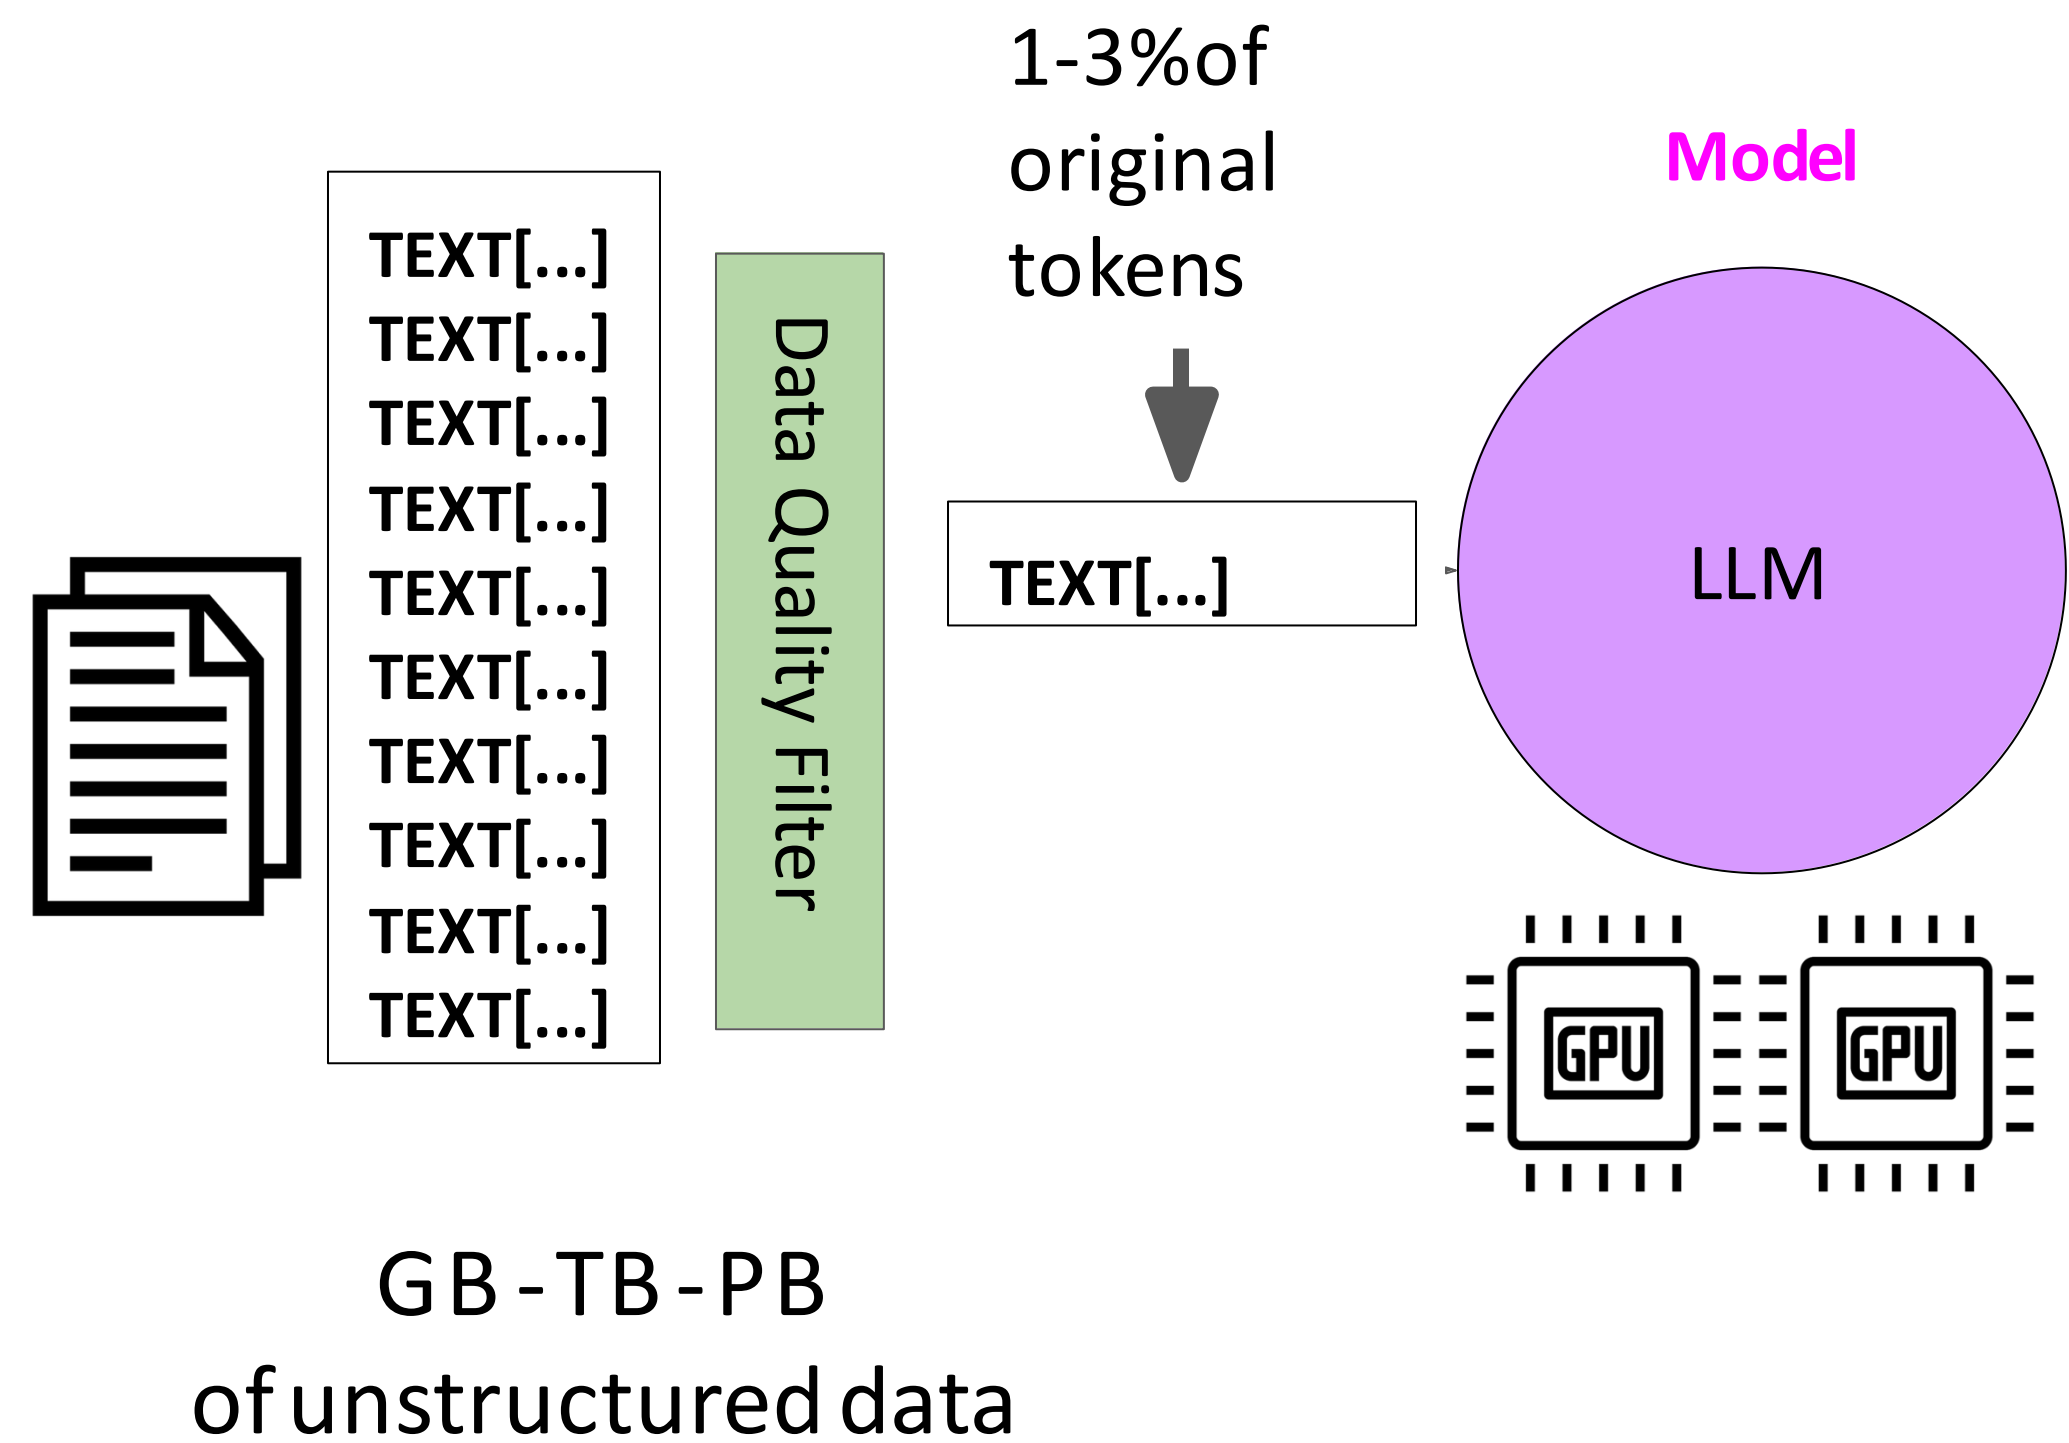 1-3%of
original
tokens
Model
TEXT[...]
TEXT[...]
TEXT[...]
TEXT[...]
TEXT[...]
TEXT[...]
TEXT[...]
TEXT[...]
TEXT[...]
TEXT[...]
Data Quality Filter
TEXT[...]
LLM
GPU
GPU
GB-TB-PB
of unstructured data